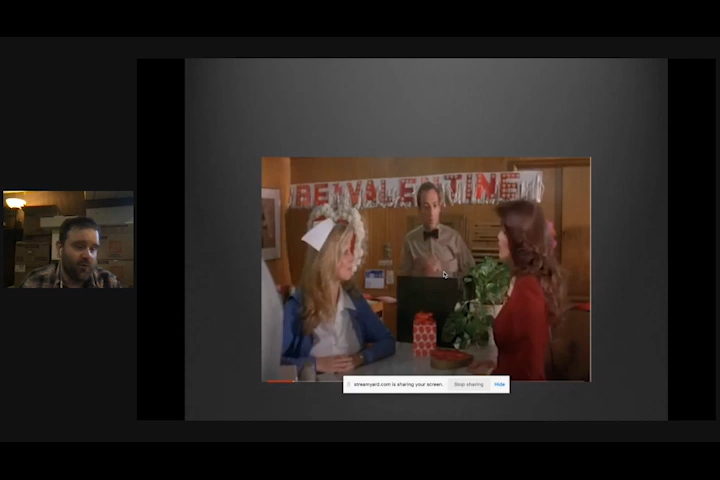 BE MY VALENTINE
streamyard.com is sharing your screen.
Stop sharing
Hide